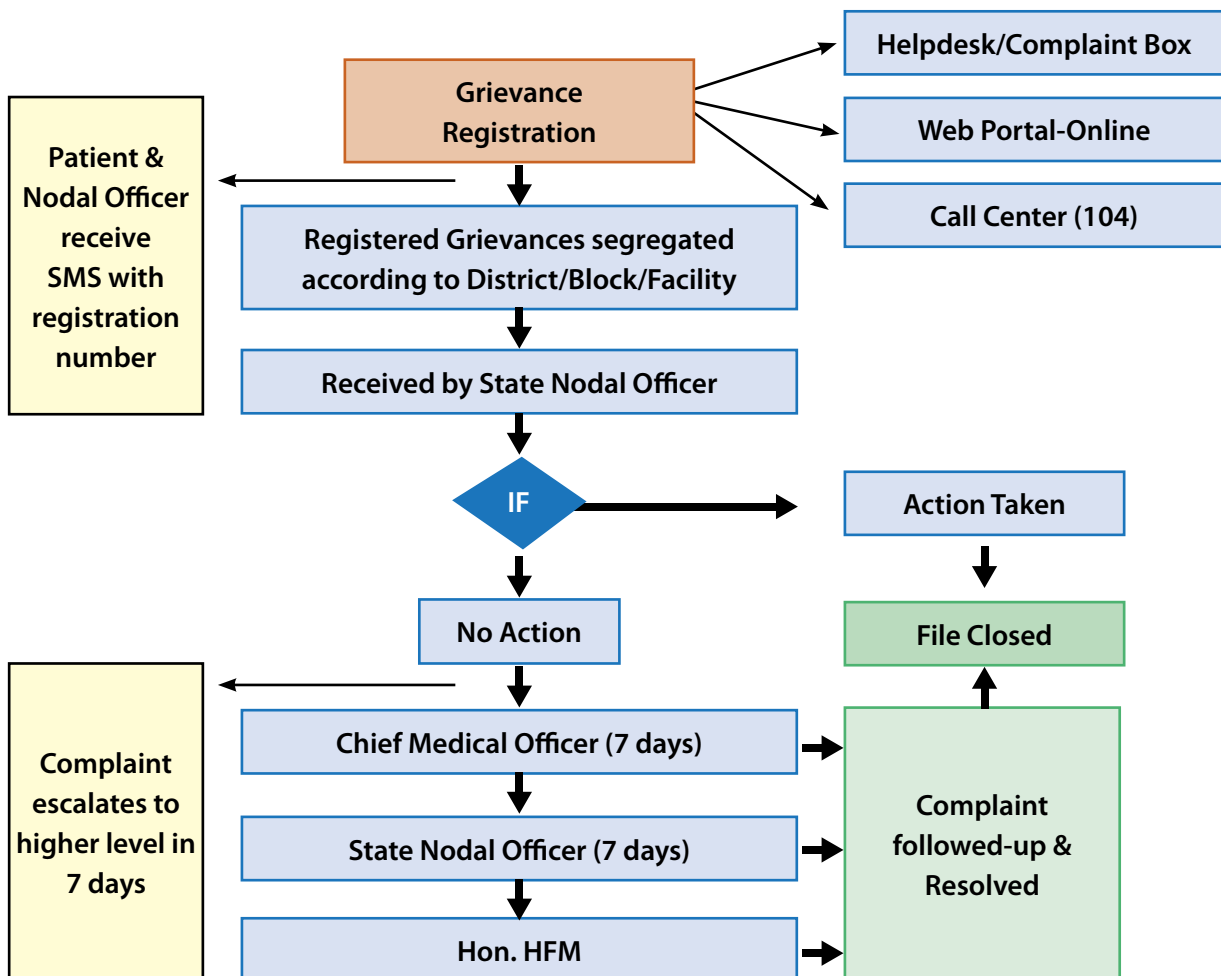 Helpdesk/Complaint Box
Grievance
Registration
Web Portal-Online
Call Center (104)
Patient &
Nodal Officer
receive
SMS with
registration
number
Registered Grievances segregated
according to District/Block/Facility
Received by State Nodal Officer
IF
Action Taken
No Action
File Closed
Complaint
escalates to
higher level in
7 days
Chief Medical Officer (7 days)
State Nodal Officer (7 days)
Hon. HFM
Complaint
followed-up &
Resolved